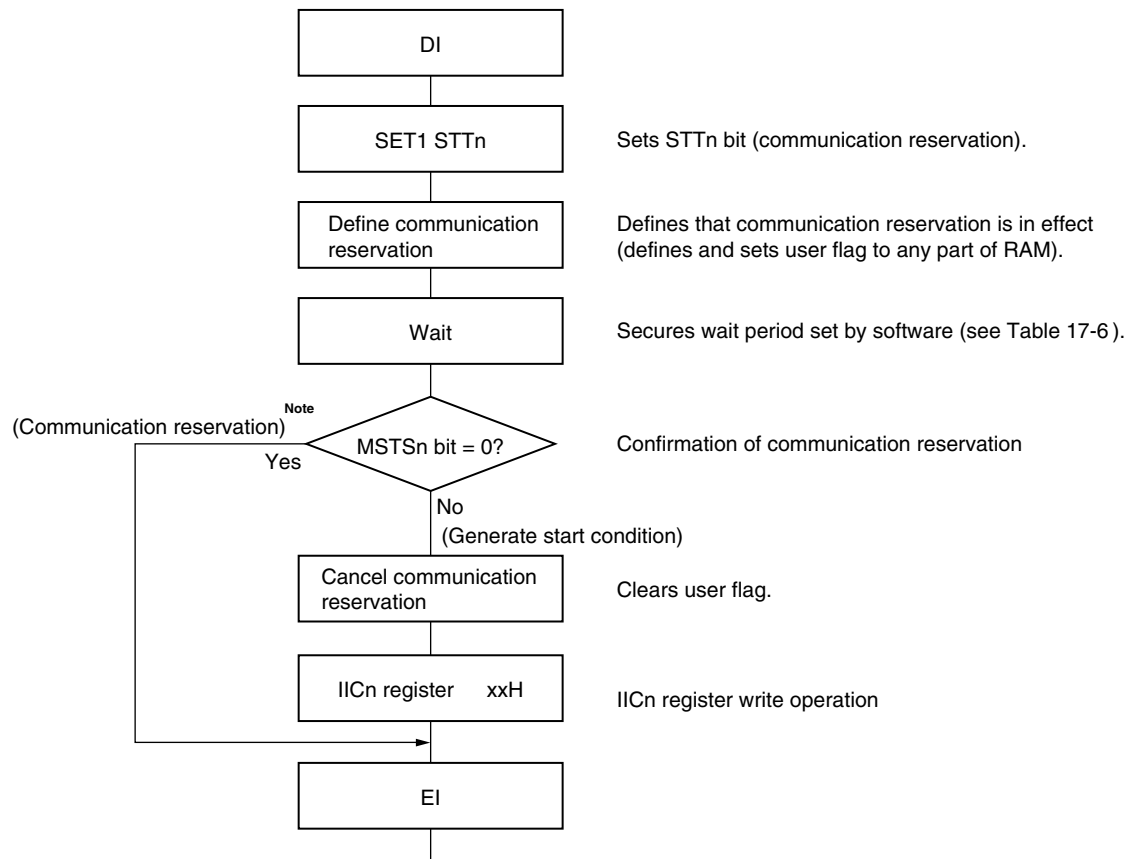 DI
SET1 STTn
Sets STTn bit (communication reservation).
Define communication
reservation
Defines that communication reservation is in effect
(defines and sets user flag to any part of RAM).
Wait
Secures wait period set by software (see Table 17-6).
(Communication reservation)Note
MSTSn bit = 0?
Confirmation of communication reservation
Yes
No
(Generate start condition)
Cancel communication
reservation
Clears user flag.
IICn register xxH
IICn register write operation
EI